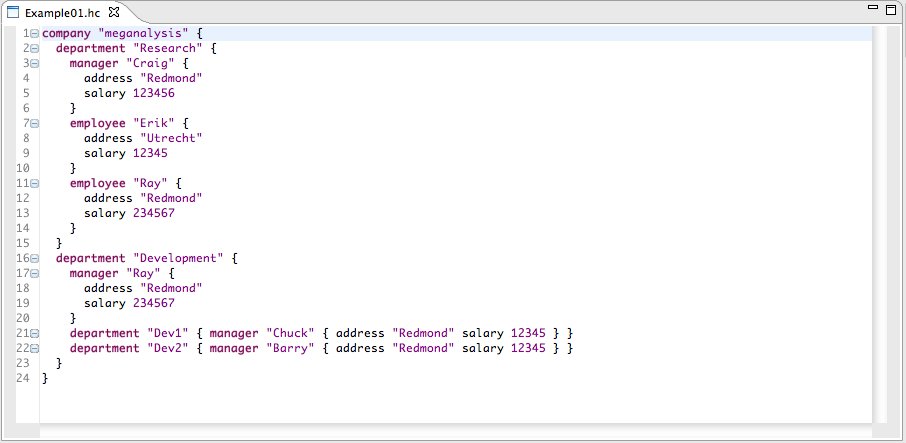 Example01.hc
1 company "meganalysis" {
2 department "Research" {
3 manager "Craig" {
4 address "Redmond"
5 salary 123456
6 }
7 employee "Erik" {
8 address "Utrecht"
9 salary 12345
10 }
11 employee "Ray" {
12 address "Redmond"
13 salary 234567
14 }
15 }
16 department "Development" {
17 manager "Ray" {
18 address "Redmond"
19 salary 234567
20 }
21 department "Dev1" { manager "Chuck" { address "Redmond" salary 12345 } }
22 department "Dev2" { manager "Barry" { address "Redmond" salary 12345 } }
23 }
24 }